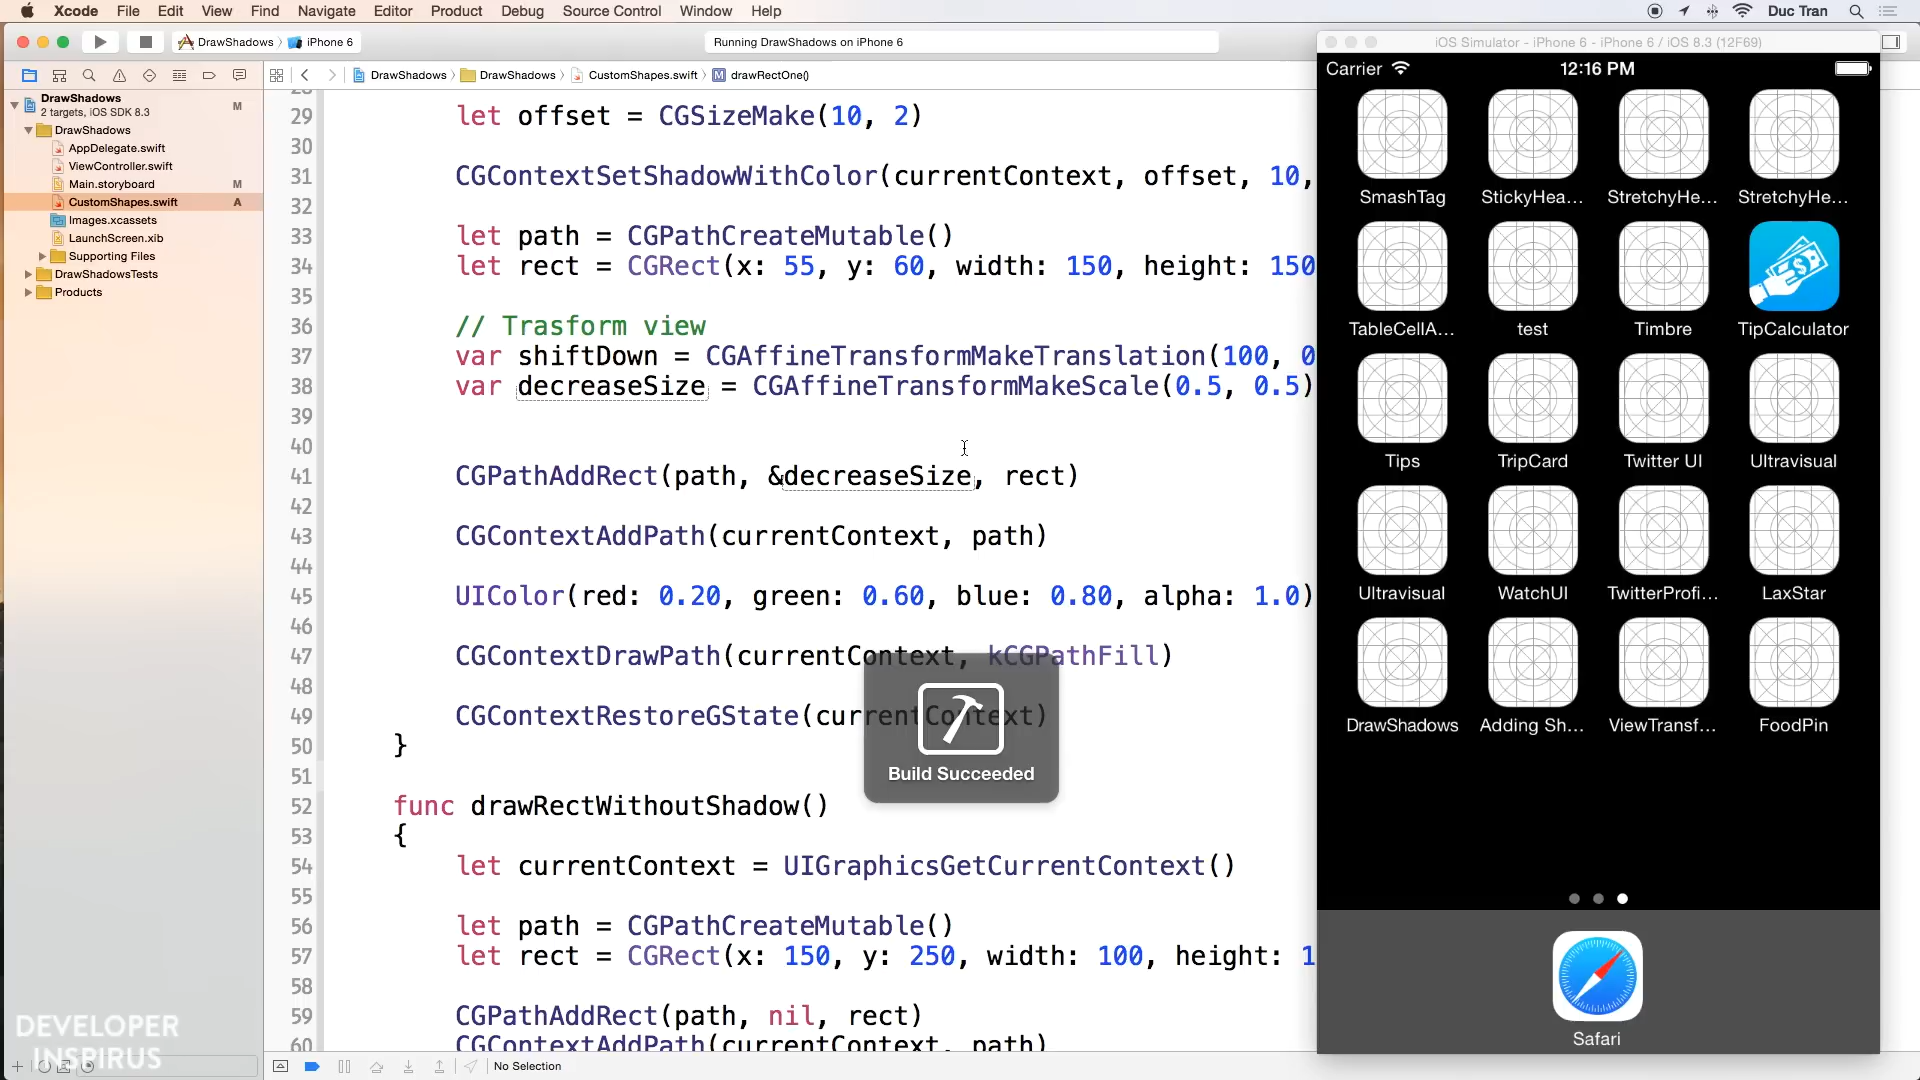 Xcode File Edit View Find Navigate Editor Product Debug Source Control Window Help
Duc Tran
DrawShadows iPhone 6
Running DrawShadows on iPhone 6
DrawShadows DrawShadows CustomShapes.swift M drawRectOne()
DrawShadows M
2 targets, iOS SDK 8.3
DrawShadows
AppDelegate.swift
ViewController.swift
Main.storyboard M
CustomShapes.swift A
Images.xcassets
LaunchScreen.xib
Supporting Files
DrawShadowsTests
Products
29 let offset = CGSizeMake(10, 2)
30
31 CGContextSetShadowWithColor(currentContext, offset, 10,
32
33 let path = CGPathCreateMutable()
34 let rect = CGRect(x: 55, y: 60, width: 150, height: 150
35
36 // Trasform view
37 var shiftDown = CGAffineTransformMakeTranslation(100, 0
38 var decreaseSize = CGAffineTransformMakeScale(0.5, 0.5)
39
40
41 CGPathAddRect(path, &decreaseSize, rect)
42
43 CGContextAddPath(currentContext, path)
44
45 UIColor(red: 0.20, green: 0.60, blue: 0.80, alpha: 1.0)
46
47 CGContextDrawPath(currentContext, kCGPathFill)
48
49 CGContextRestoreGState(currentContext)
50 }
51
52 func drawRectWithoutShadow()
53 {
54 let currentContext = UIGraphicsGetCurrentContext()
55
56 let path = CGPathCreateMutable()
57 let rect = CGRect(x: 150, y: 250, width: 100, height: 1
58
59 CGPathAddRect(path, nil, rect)
60 CGContextAddPath(currentContext, path)
Build Succeeded
No Selection
DEVELOPER
INSPIRUS
iOS Simulator - iPhone 6 - iPhone 6 / iOS 8.3 (12F69)
Carrier 12:16 PM
SmashTag StickyHea... StretchyHe... StretchyHe...
TableCellA... test Timbre TipCalculator
Tips TripCard Twitter UI Ultravisual
Ultravisual WatchUI TwitterProfi... LaxStar
DrawShadows Adding Sh... ViewTransf... FoodPin
Safari